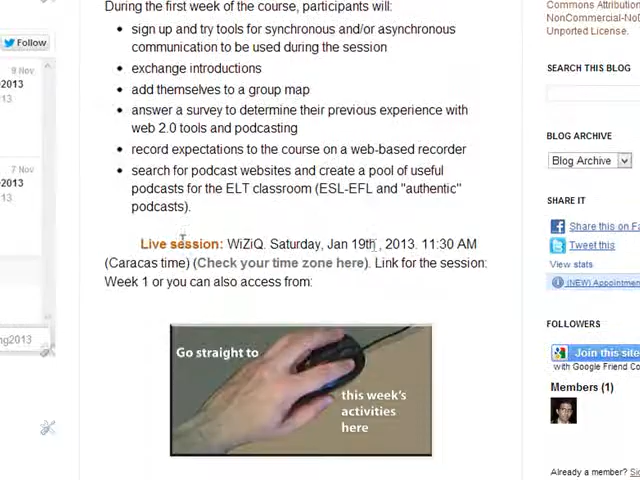 During the first week of the course, participants will:
sign up and try tools for synchronous and/or asynchronous
communication to be used during the session
exchange introductions
add themselves to a group map
answer a survey to determine their previous experience with
web 2.0 tools and podcasting
record expectations to the course on a web-based recorder
search for podcast websites and create a pool of useful
podcasts for the ELT classroom (ESL-EFL and "authentic"
podcasts).
Live session: WiZiQ. Saturday, Jan 19th , 2013. 11:30 AM
(Caracas time) (Check your time zone here). Link for the session:
Week 1 or you can also access from:
Go straight to
this week's
activities
here
Follow
9 Nov
2013
13
7 Nov
2013
13
ng2013
Commons Attribution
NonCommercial-No
Unported License.
SEARCH THIS BLOG
BLOG ARCHIVE
Blog Archive
SHARE IT
Share this on Fa
Tweet this
View stats
(NEW) Appointmen
FOLLOWERS
Join this site
with Google Friend Co
Members (1)
Already a member? Si